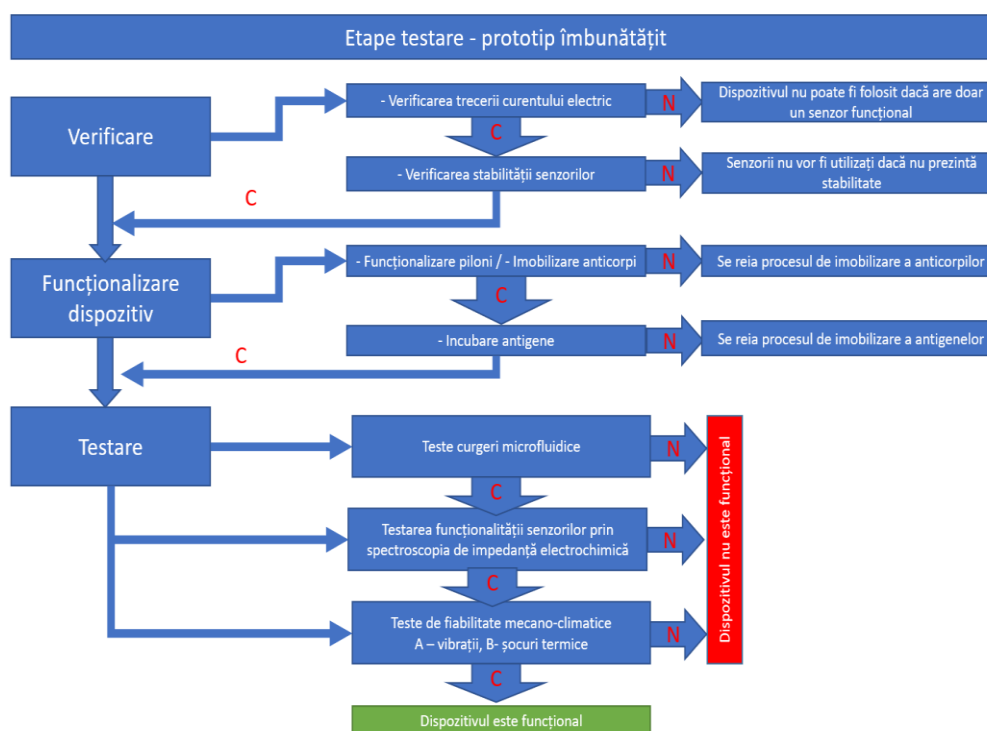 Etape testare - prototip îmbunătățit
Verificare
- Verificarea trecerii curentului electric
N
Dispozitivul nu poate fi folosit dacă are doar
un senzor funcțional
C
- Verificarea stabilității senzorilor
N
Senzorii nu vor fi utilizați dacă nu prezintă
stabilitate
C
Funcționalizare
dispozitiv
- Funcționalizare piloni / - Imobilizare anticorpi
N
Se reia procesul de imobilizare a anticorpilor
C
- Incubare antigene
N
Se reia procesul de imobilizare a antigenelor
C
Testare
Teste curgeri microfluidice
N
C
Testarea funcționalității senzorilor prin
spectroscopia de impedanță electrochimică
N
C
Teste de fiabilitate mecano-climatice
A – vibrații, B- șocuri termice
N
Dispozitivul nu este funcțional
C
Dispozitivul este funcțional